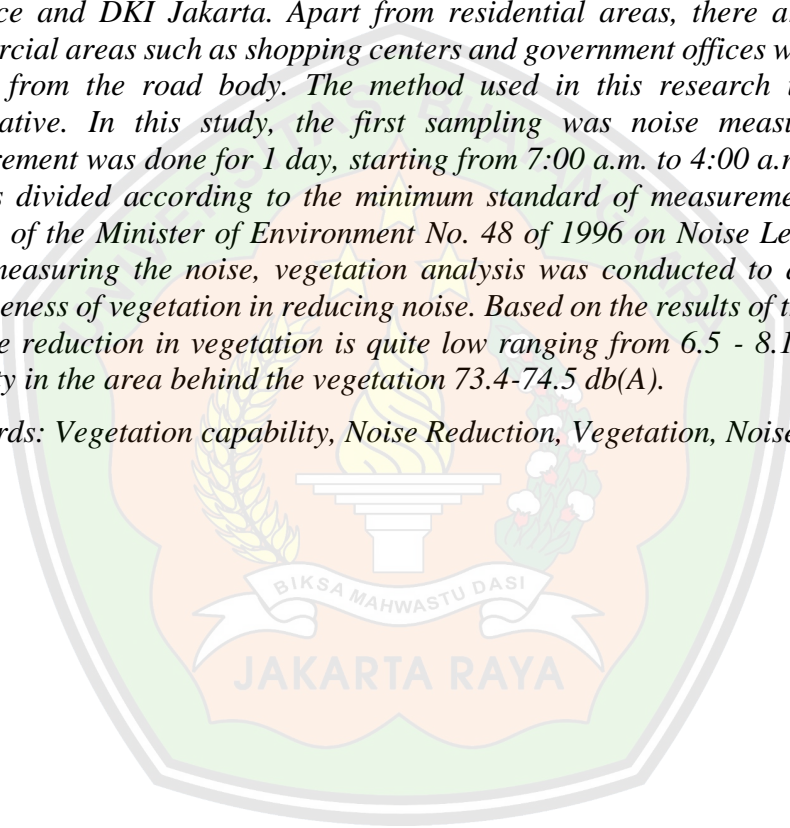 ce and DKI Jakarta. Apart from residential areas, there a
rcial areas such as shopping centers and government offices w
from the road body. The method used in this research i
ative. In this study, the first sampling was noise measu
rement was done for 1 day, starting from 7:00 a.m. to 4:00 a.m
s divided according to the minimum standard of measureme
of the Minister of Environment No. 48 of 1996 on Noise Le
measuring the noise, vegetation analysis was conducted to e
eness of vegetation in reducing noise. Based on the results of t
e reduction in vegetation is quite low ranging from 6.5 - 8.1
ty in the area behind the vegetation 73.4-74.5 db(A).
rds: Vegetation capability, Noise Reduction, Vegetation, Noise
UNIVERSITAS BHAYANGKARA
BIKSA MAHWASTU DASI
JAKARTA RAYA